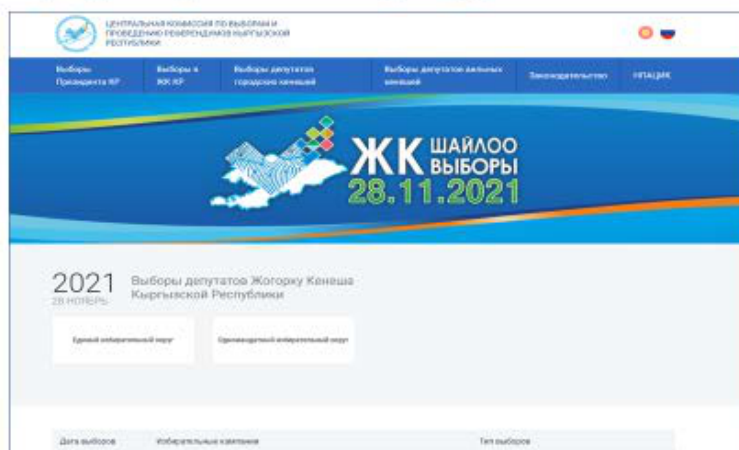 ЦЕНТРАЛЬНАЯ КОМИССИЯ ПО ВЫБОРАМ И
ПРОВЕДЕНИЮ РЕФЕРЕНДУМОВ КЫРГЫЗСКОЙ
РЕСПУБЛИКИ
Выборы
Президента КР
Выборы в
ЖК КР
Выборы депутатов
городских кенешей
Выборы депутатов айыльных
кенешей
Законодательство
НПАЦИК
ЖК ШАЙЛОО
ВЫБОРЫ
28.11.2021
2021
28 НОЯБРЬ
Выборы депутатов Жогорку Кенеша
Кыргызской Республики
Единый избирательный округ
Одномандатный избирательный округ
Дата выборов
Избирательные кампании
Тип выборов